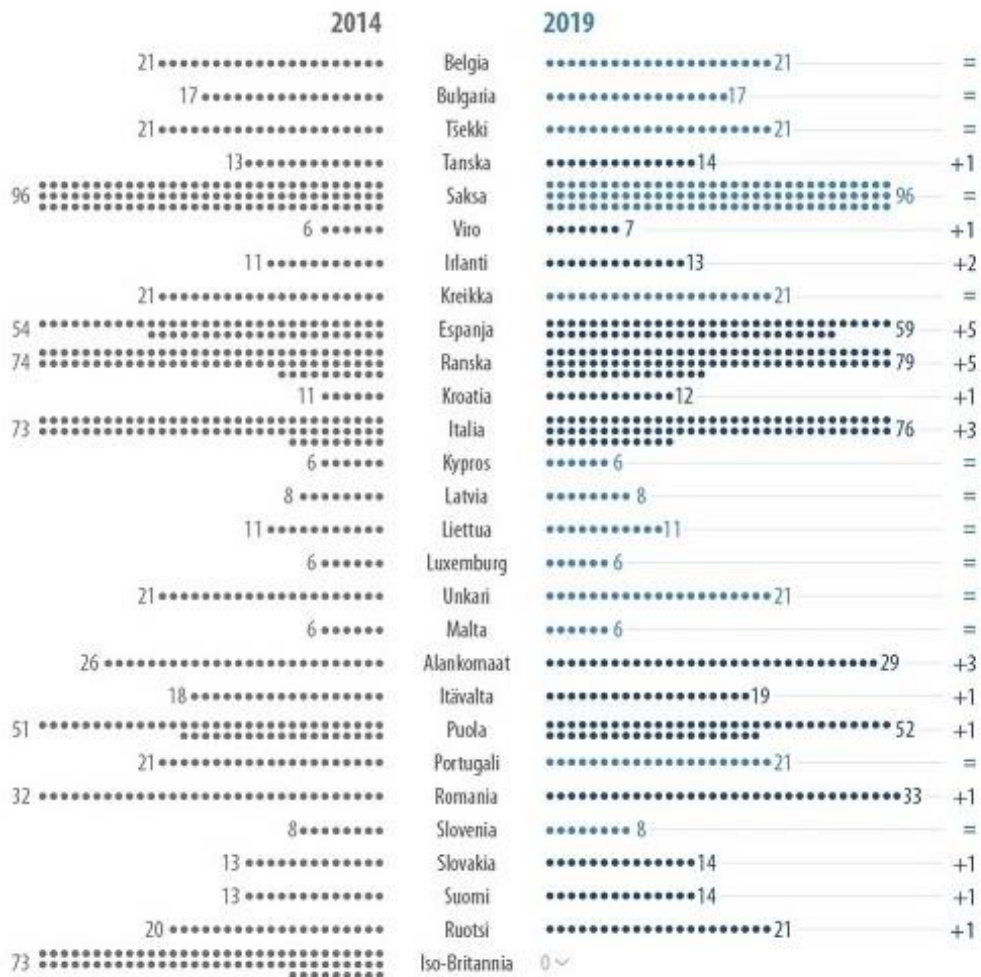 2014 2019
21 Belgia 21 =
17 Bulgaria 17 =
21 Tšekki 21 =
13 Tanska 14 +1
96 Saksa 96 =
6 Viro 7 +1
11 Irlanti 13 +2
21 Kreikka 21 =
54 Espanja 59 +5
74 Ranska 79 +5
11 Kroatia 12 +1
73 Italia 76 +3
6 Kypros 6 =
8 Latvia 8 =
11 Liettua 11 =
6 Luxemburg 6 =
21 Unkari 21 =
6 Malta 6 =
26 Alankomaat 29 +3
18 Itävalta 19 +1
51 Puola 52 +1
21 Portugali 21 =
32 Romania 33 +1
8 Slovenia 8 =
13 Slovakia 14 +1
13 Suomi 14 +1
20 Ruotsi 21 +1
73 Iso-Britannia 0